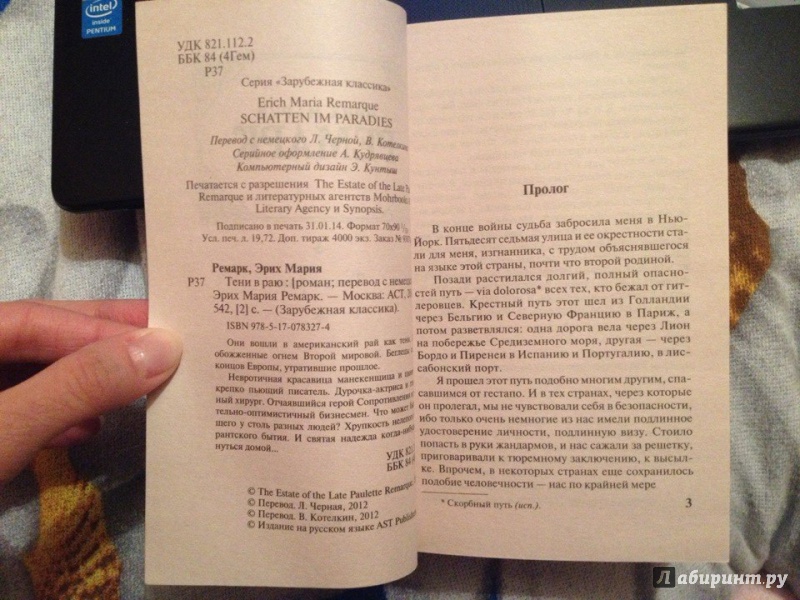 intel
inside
PENTIUM
УДК 821.112.2
ББК 84 (4Гем)
Р37
Серия «Зарубежная классика»
Erich Maria Remarque
SCHATTEN IM PARADIES
Перевод с немецкого Л. Черной, В. Котелкина
Серийное оформление А. Кудрявцева
Компьютерный дизайн Э. Кунтыш
Печатается с разрешения The Estate of the Late
Remarque и литературных агентств
Literary Agency и Synopsis.
Подписано в печать 31.01.14. Формат 70x90
Усл. печ. л. 19,72. Доп. тираж 4000 экз. Заказ №
Ремарк, Эрих Мария
Р37 Тени в раю : [роман; перевод с
Эрих Мария Ремарк. — Москва: АСТ,
542, [2] с. — (Зарубежная классика).
ISBN 978-5-17-078327-4
Они вошли в американский рай как
обожженные огнем Второй мировой.
концов Европы, утратившие прошлое.
Невротичная красавица манекенщица и
крепко пьющий писатель. Дурочка-актриса и
ный хирург. Отчаявшийся герой
тельно-оптимистичный бизнесмен. Что может
шего у столь разных людей? Хрупкость
рантского бытия. И святая надежда
нуться домой...
УДК
ББК
© The Estate of the Late Paulette Remarque
© Перевод. Л. Черная, 2012
© Перевод. В. Котелкин, 2012
© Издание на русском языке AST
Пролог
В конце войны судьба забросила меня в Нью-
Йорк. Пятьдесят седьмая улица и ее окрестности ста-
ли для меня, изгнанника, с трудом объяснявшегося
на языке этой страны, почти что второй родиной.
Позади расстилался долгий, полный опасно-
стей путь — via dolorosa* всех тех, кто бежал от гит-
леровцев. Крестный путь этот шел из Голландии
через Бельгию и Северную Францию в Париж, а
потом разветвлялся: одна дорога вела через Лион
на побережье Средиземного моря, другая — через
Бордо и Пиренеи в Испанию и Португалию, в лис-
сабонский порт.
Я прошел этот путь подобно многим другим, спа-
савшимся от гестапо. И в тех странах, через которые
он пролегал, мы не чувствовали себя в безопасности,
ибо только очень немногие из нас имели подлинное
удостоверение личности, подлинную визу. Стоило
попасть в руки жандармов, и нас сажали за решетку,
приговаривали к тюремному заключению, к высыл-
ке. Впрочем, в некоторых странах еще сохранилось
подобие человечности — нас по крайней мере
* Скорбный путь (исп.).
3
Лабиринт.ру